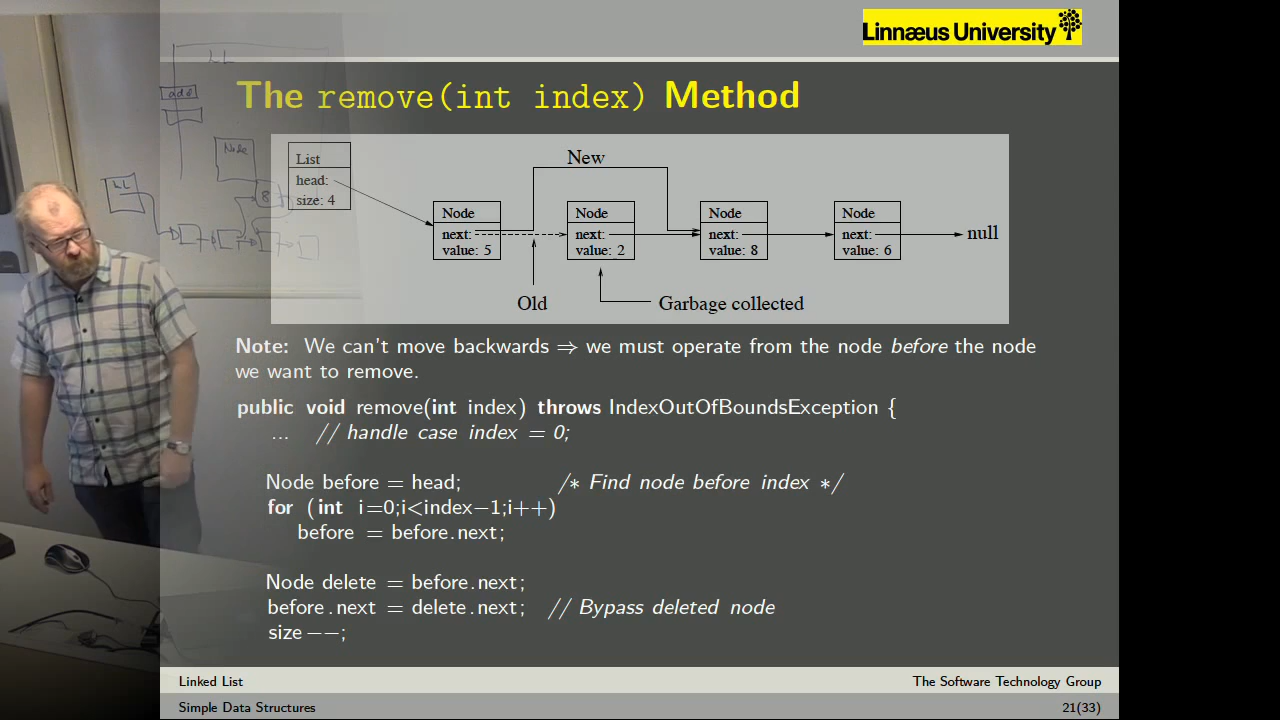 Linnæus University
The remove(int index) Method
LL
add
Node
LL
8
List
head:
size: 4
New
Node
next:
value: 5
Node
next:
value: 2
Node
next:
value: 8
Node
next:
value: 6
null
Old
Garbage collected
Note: We can't move backwards ⇒ we must operate from the node before the node
we want to remove.
public void remove(int index) throws IndexOutOfBoundsException {
... // handle case index = 0;
Node before = head; /* Find node before index */
for (int i=0;i<index−1;i++)
before = before.next;
Node delete = before.next;
before.next = delete.next; // Bypass deleted node
size−−;
Linked List
The Software Technology Group
Simple Data Structures
21(33)